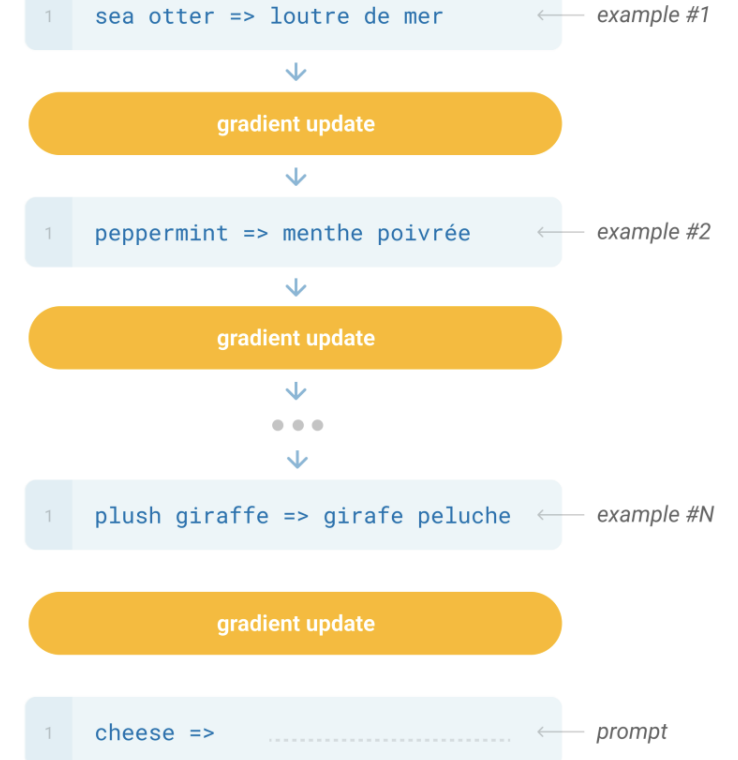 1 sea otter => loutre de mer example #1
gradient update
1 peppermint => menthe poivrée example #2
gradient update
1 plush giraffe => girafe peluche example #N
gradient update
1 cheese => prompt